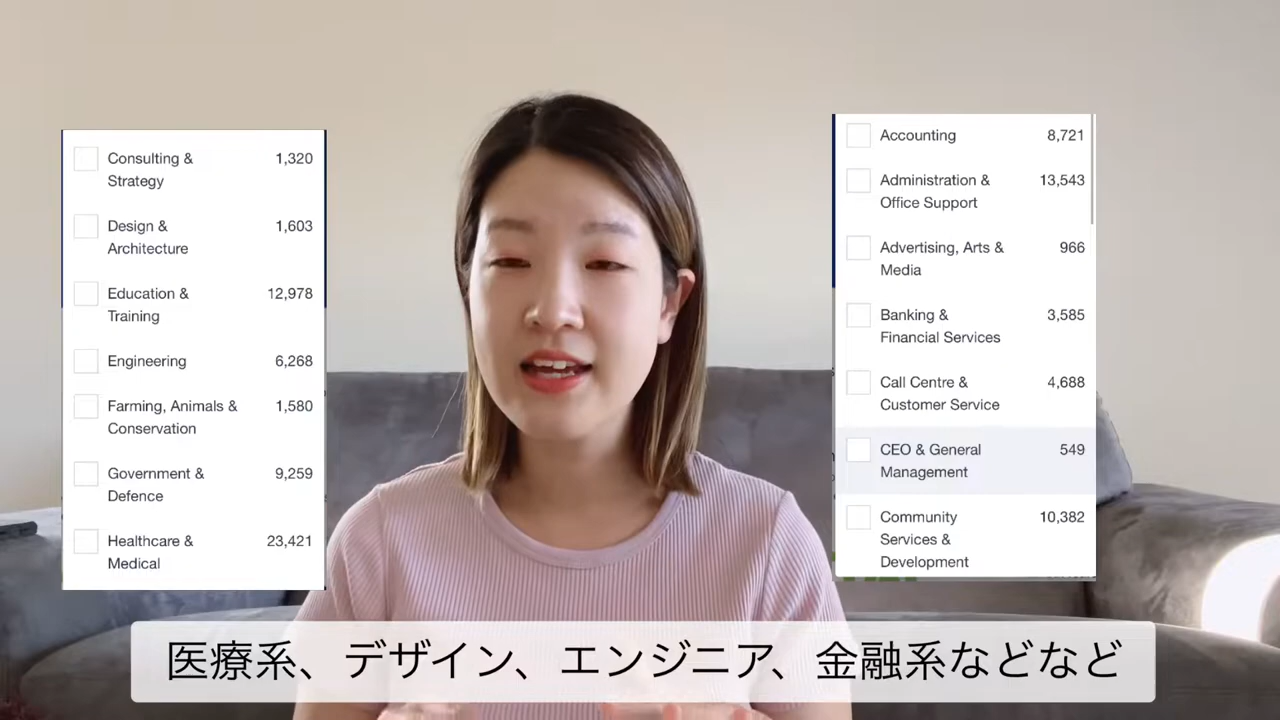 Consulting & 1,320
Strategy
Design & 1,603
Architecture
Education & 12,978
Training
Engineering 6,268
Farming, Animals & 1,580
Conservation
Government & 9,259
Defence
Healthcare & 23,421
Medical
Accounting 8,721
Administration & 13,543
Office Support
Advertising, Arts & 966
Media
Banking & 3,585
Financial Services
Call Centre & 4,688
Customer Service
CEO & General 549
Management
Community 10,382
Services &
Development
医療系、デザイン、エンジニア、金融系などなど